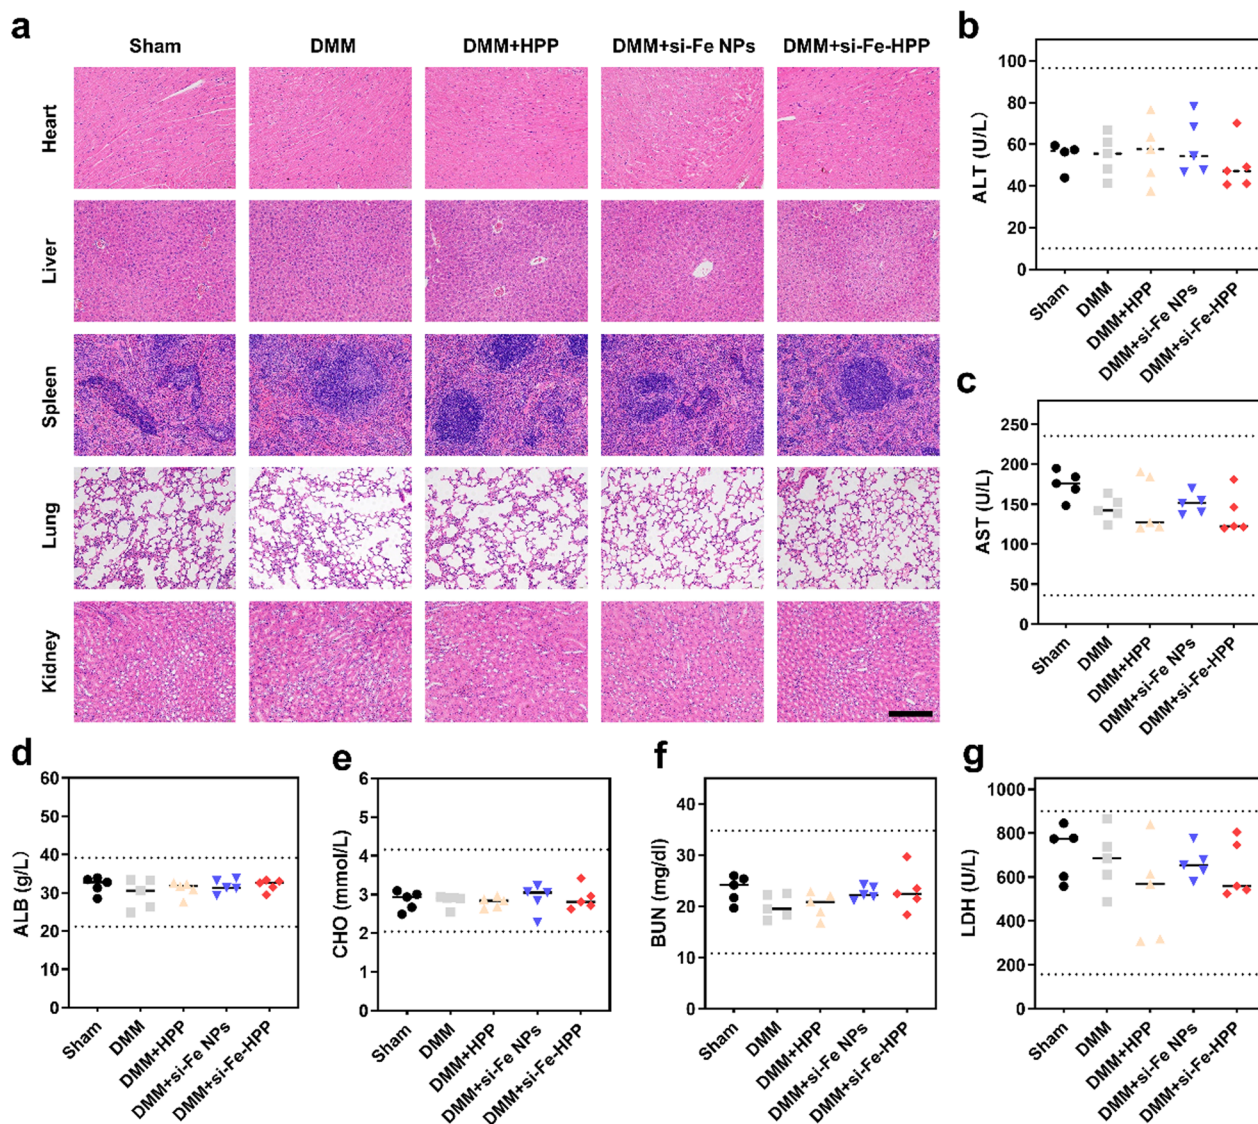 a
Sham DMM DMM+HPP DMM+si-Fe NPs DMM+si-Fe-HPP
Heart
Liver
Spleen
Lung
Kidney
b
ALT (U/L)
100
80
60
40
20
0
Sham
DMM
DMM+HPP
DMM+si-Fe NPs
DMM+si-Fe-HPP
c
AST (U/L)
250
200
150
100
50
0
Sham
DMM
DMM+HPP
DMM+si-Fe NPs
DMM+si-Fe-HPP
d
ALB (g/L)
60
50
40
30
20
10
0
Sham
DMM
DMM+HPP
DMM+si-Fe NPs
DMM+si-Fe-HPP
e
CHO (mmol/L)
6
5
4
3
2
1
0
Sham
DMM
DMM+HPP
DMM+si-Fe NPs
DMM+si-Fe-HPP
f
BUN (mg/dl)
40
30
20
10
0
Sham
DMM
DMM+HPP
DMM+si-Fe NPs
DMM+si-Fe-HPP
g
LDH (U/L)
1000
800
600
400
200
0
Sham
DMM
DMM+HPP
DMM+si-Fe NPs
DMM+si-Fe-HPP